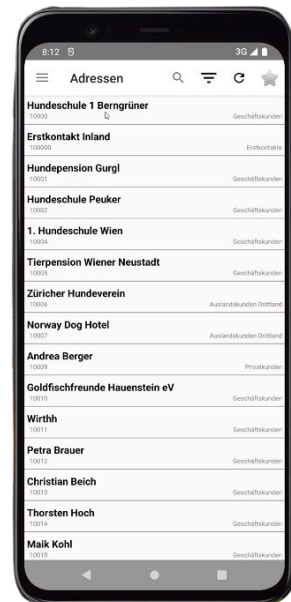 8:12
3G
Adressen
Hundeschule 1 Berngrüner
10000 Geschäftskunden
Erstkontakt Inland
100000 Erstkontakte
Hundepension Gurgl
10001 Geschäftskunden
Hundeschule Peuker
10002 Geschäftskunden
1. Hundeschule Wien
10004 Geschäftskunden
Tierpension Wiener Neustadt
10005 Geschäftskunden
Züricher Hundeverein
10006 Auslandskunden Drittland
Norway Dog Hotel
10007 Auslandskunden Drittland
Andrea Berger
10009 Privatkunden
Goldfischfreunde Hauenstein eV
10010 Geschäftskunden
Wirthh
10011 Geschäftskunden
Petra Brauer
10012 Geschäftskunden
Christian Beich
10013 Geschäftskunden
Thorsten Hoch
10014 Geschäftskunden
Maik Kohl
10015 Geschäftskunden